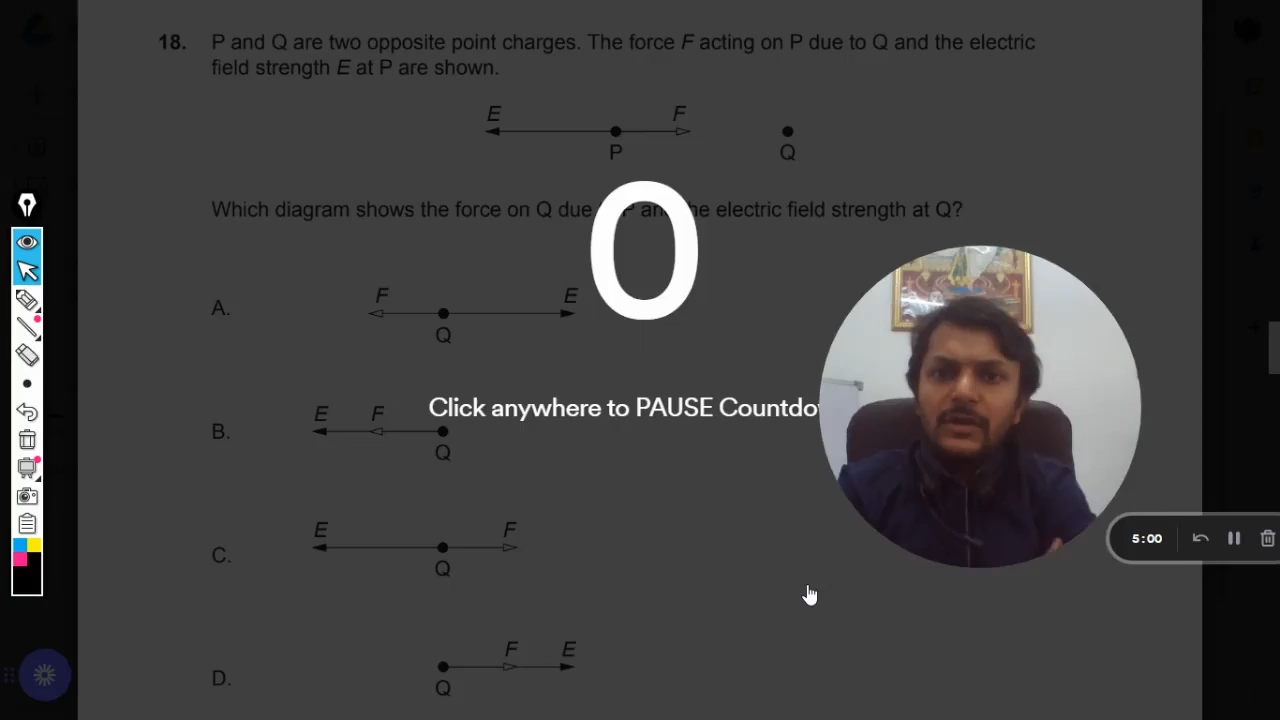 18. P and Q are two opposite point charges. The force F acting on P due to Q and the electric
field strength E at P are shown.
E F
P Q
Which diagram shows the force on Q due P and the electric field strength at Q?
0
A. F E
Q
Click anywhere to PAUSE
B. E F
Q
C. E F
Q
5:00
D. F E
Q